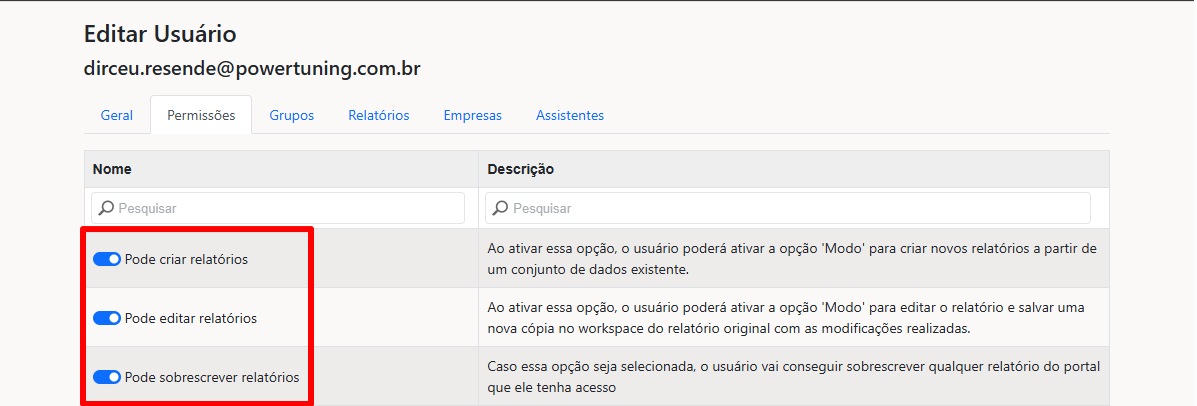 Editar Usuário
dirceu.resende@powertuning.com.br
Geral Permissões Grupos Relatórios Empresas Assistentes
Nome Descrição
Pesquisar Pesquisar
Pode criar relatórios
Ao ativar essa opção, o usuário poderá ativar a opção 'Modo' para criar novos relatórios a partir de
um conjunto de dados existente.
Pode editar relatórios
Ao ativar essa opção, o usuário poderá ativar a opção 'Modo' para editar o relatório e salvar uma
nova cópia no workspace do relatório original com as modificações realizadas.
Pode sobrescrever relatórios
Caso essa opção seja selecionada, o usuário vai conseguir sobrescrever qualquer relatório do portal
que ele tenha acesso